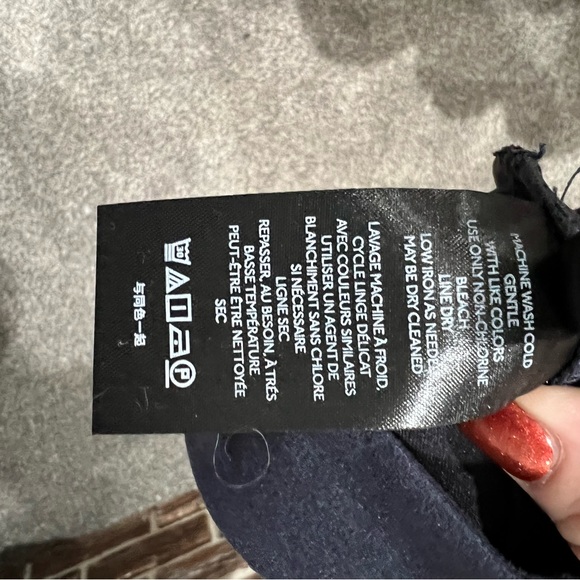 MACHINE WASH COLD
GENTLE
WITH LIKE COLORS
USE ONLY NON-CHLORINE
BLEACH
LINE DRY
LOW IRON AS NEEDED
MAY BE DRY CLEANED
LAVAGE MACHINE À FROID,
CYCLE LINGE DÉLICAT
AVEC COULEURS SIMILAIRES
UTILISER UN AGENT DE
BLANCHIMENT SANS CHLORE
SI NÉCESSAIRE
LIGNE SEC
REPASSER, AU BESOIN, À TRÉS
BASSE TEMPÉRATURE
PEUT-ÊTRE ÊTRE NETTOYÉE
SEC
30
P
与同色一起